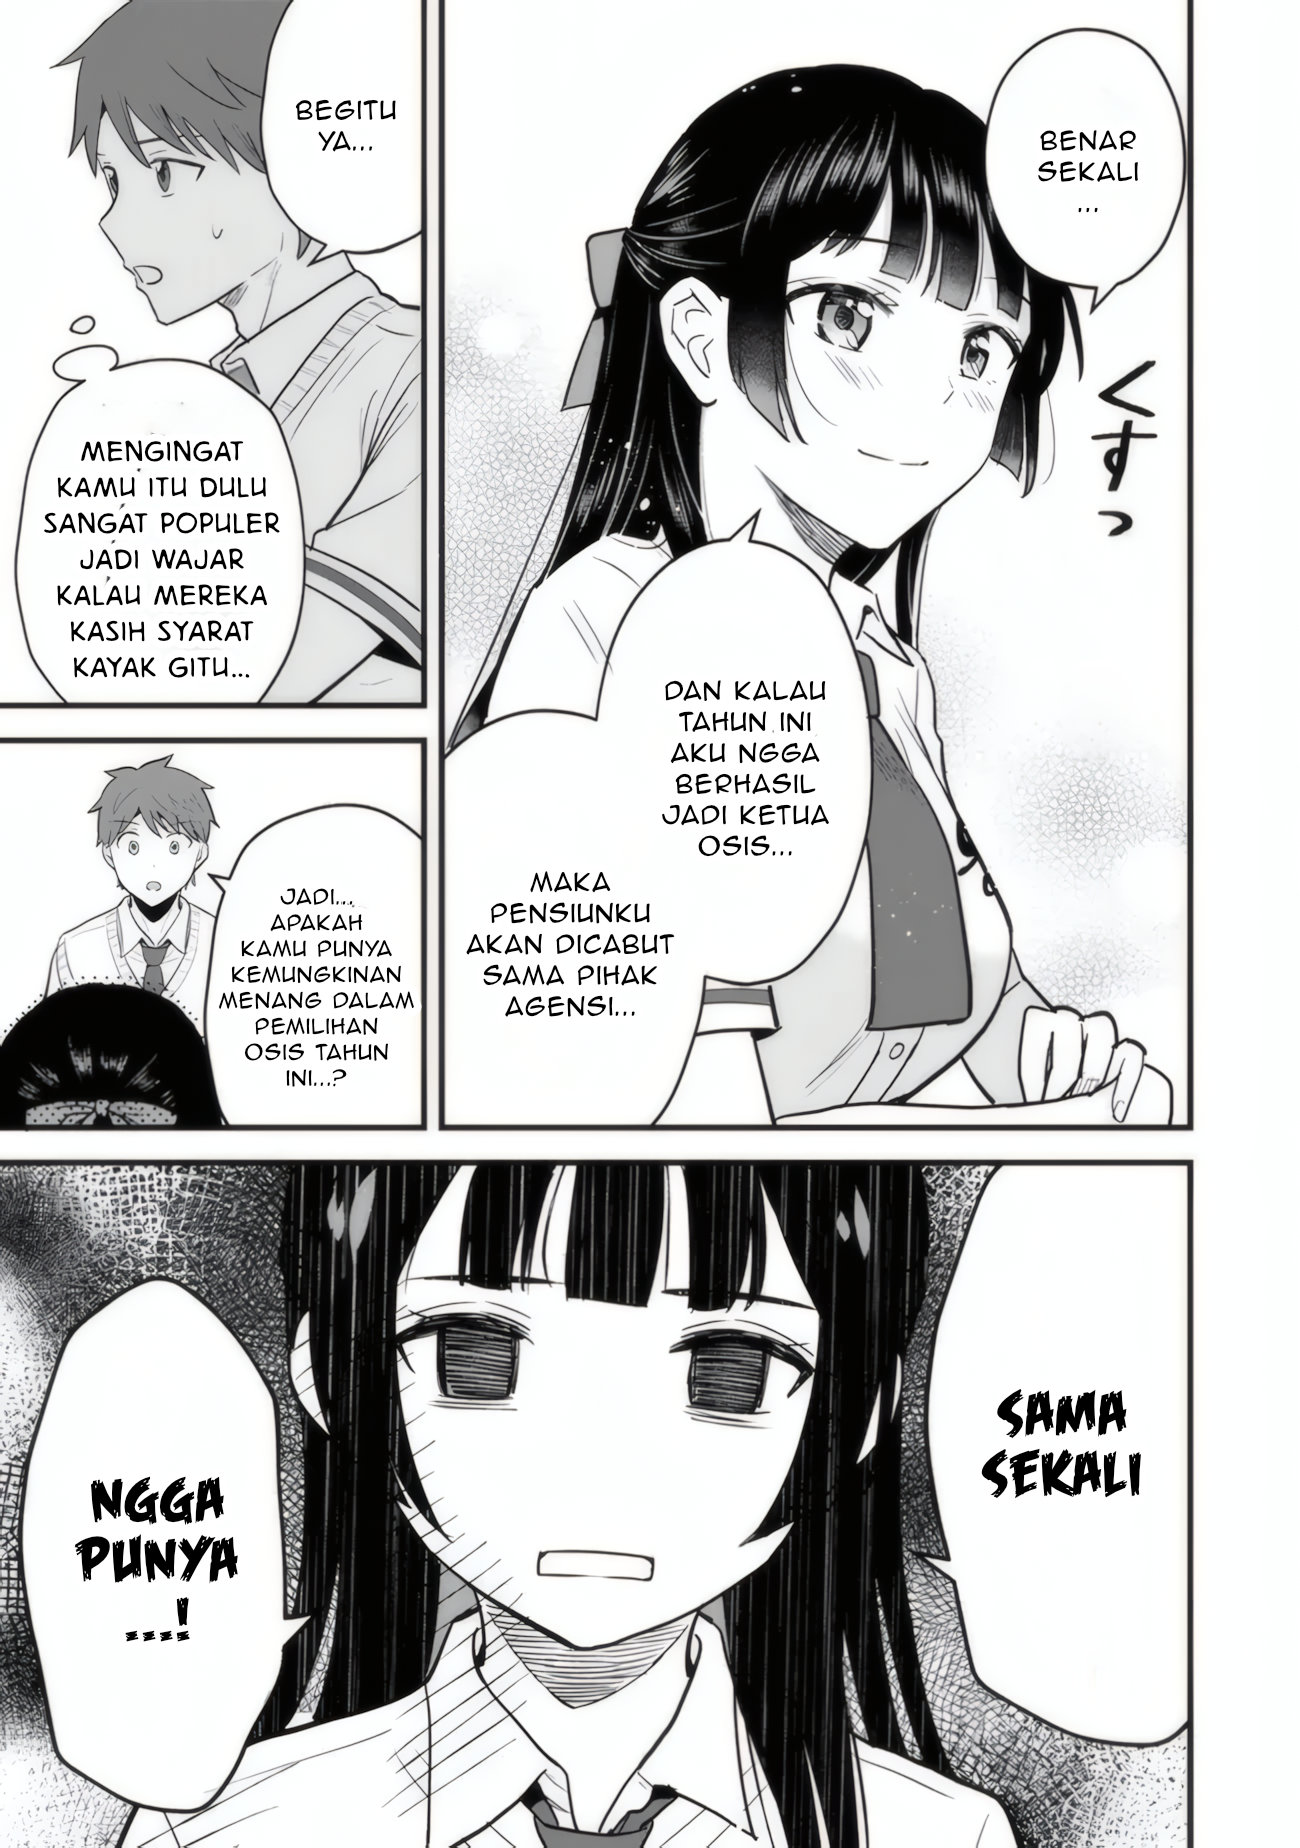 BENAR
SEKALI
...
くすっ
DAN KALAU
TAHUN INI
AKU NGGA
BERHASIL
JADI KETUA
OSIS...
MAKA
PENSIUNKU
AKAN DICABUT
SAMA PIHAK
AGENSI...
BEGITU
YA...
MENGINGAT
KAMU ITU DULU
SANGAT POPULER
JADI WAJAR
KALAU MEREKA
KASIH SYARAT
KAYAK GITU...
JADI...
APAKAH
KAMU PUNYA
KEMUNGKINAN
MENANG DALAM
PEMILIHAN
OSIS TAHUN
INI...?
SAMA
SEKALI
NGGA
PUNYA
...!